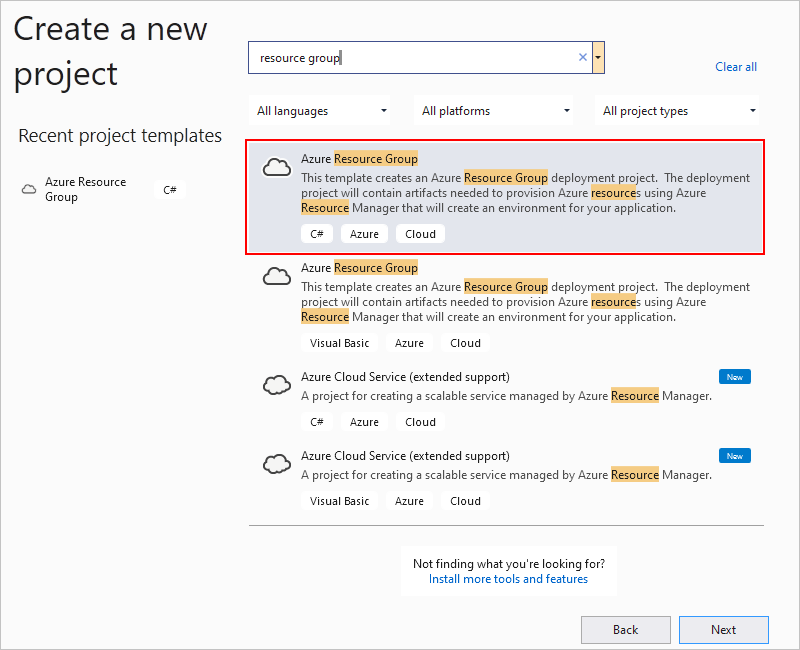 Create a new
project
Recent project templates
Azure Resource
Group
C#
resource group
Clear all
All languages
All platforms
All project types
Azure Resource Group
This template creates an Azure Resource Group deployment project.  The deployment
project will contain artifacts needed to provision Azure resources using Azure
Resource Manager that will create an environment for your application.
C#
Azure
Cloud
Azure Resource Group
This template creates an Azure Resource Group deployment project.  The deployment
project will contain artifacts needed to provision Azure resources using Azure
Resource Manager that will create an environment for your application.
Visual Basic
Azure
Cloud
Azure Cloud Service (extended support)
New
A project for creating a scalable service managed by Azure Resource Manager.
C#
Azure
Cloud
Azure Cloud Service (extended support)
New
A project for creating a scalable service managed by Azure Resource Manager.
Visual Basic
Azure
Cloud
Not finding what you're looking for?
Install more tools and features
Back
Next